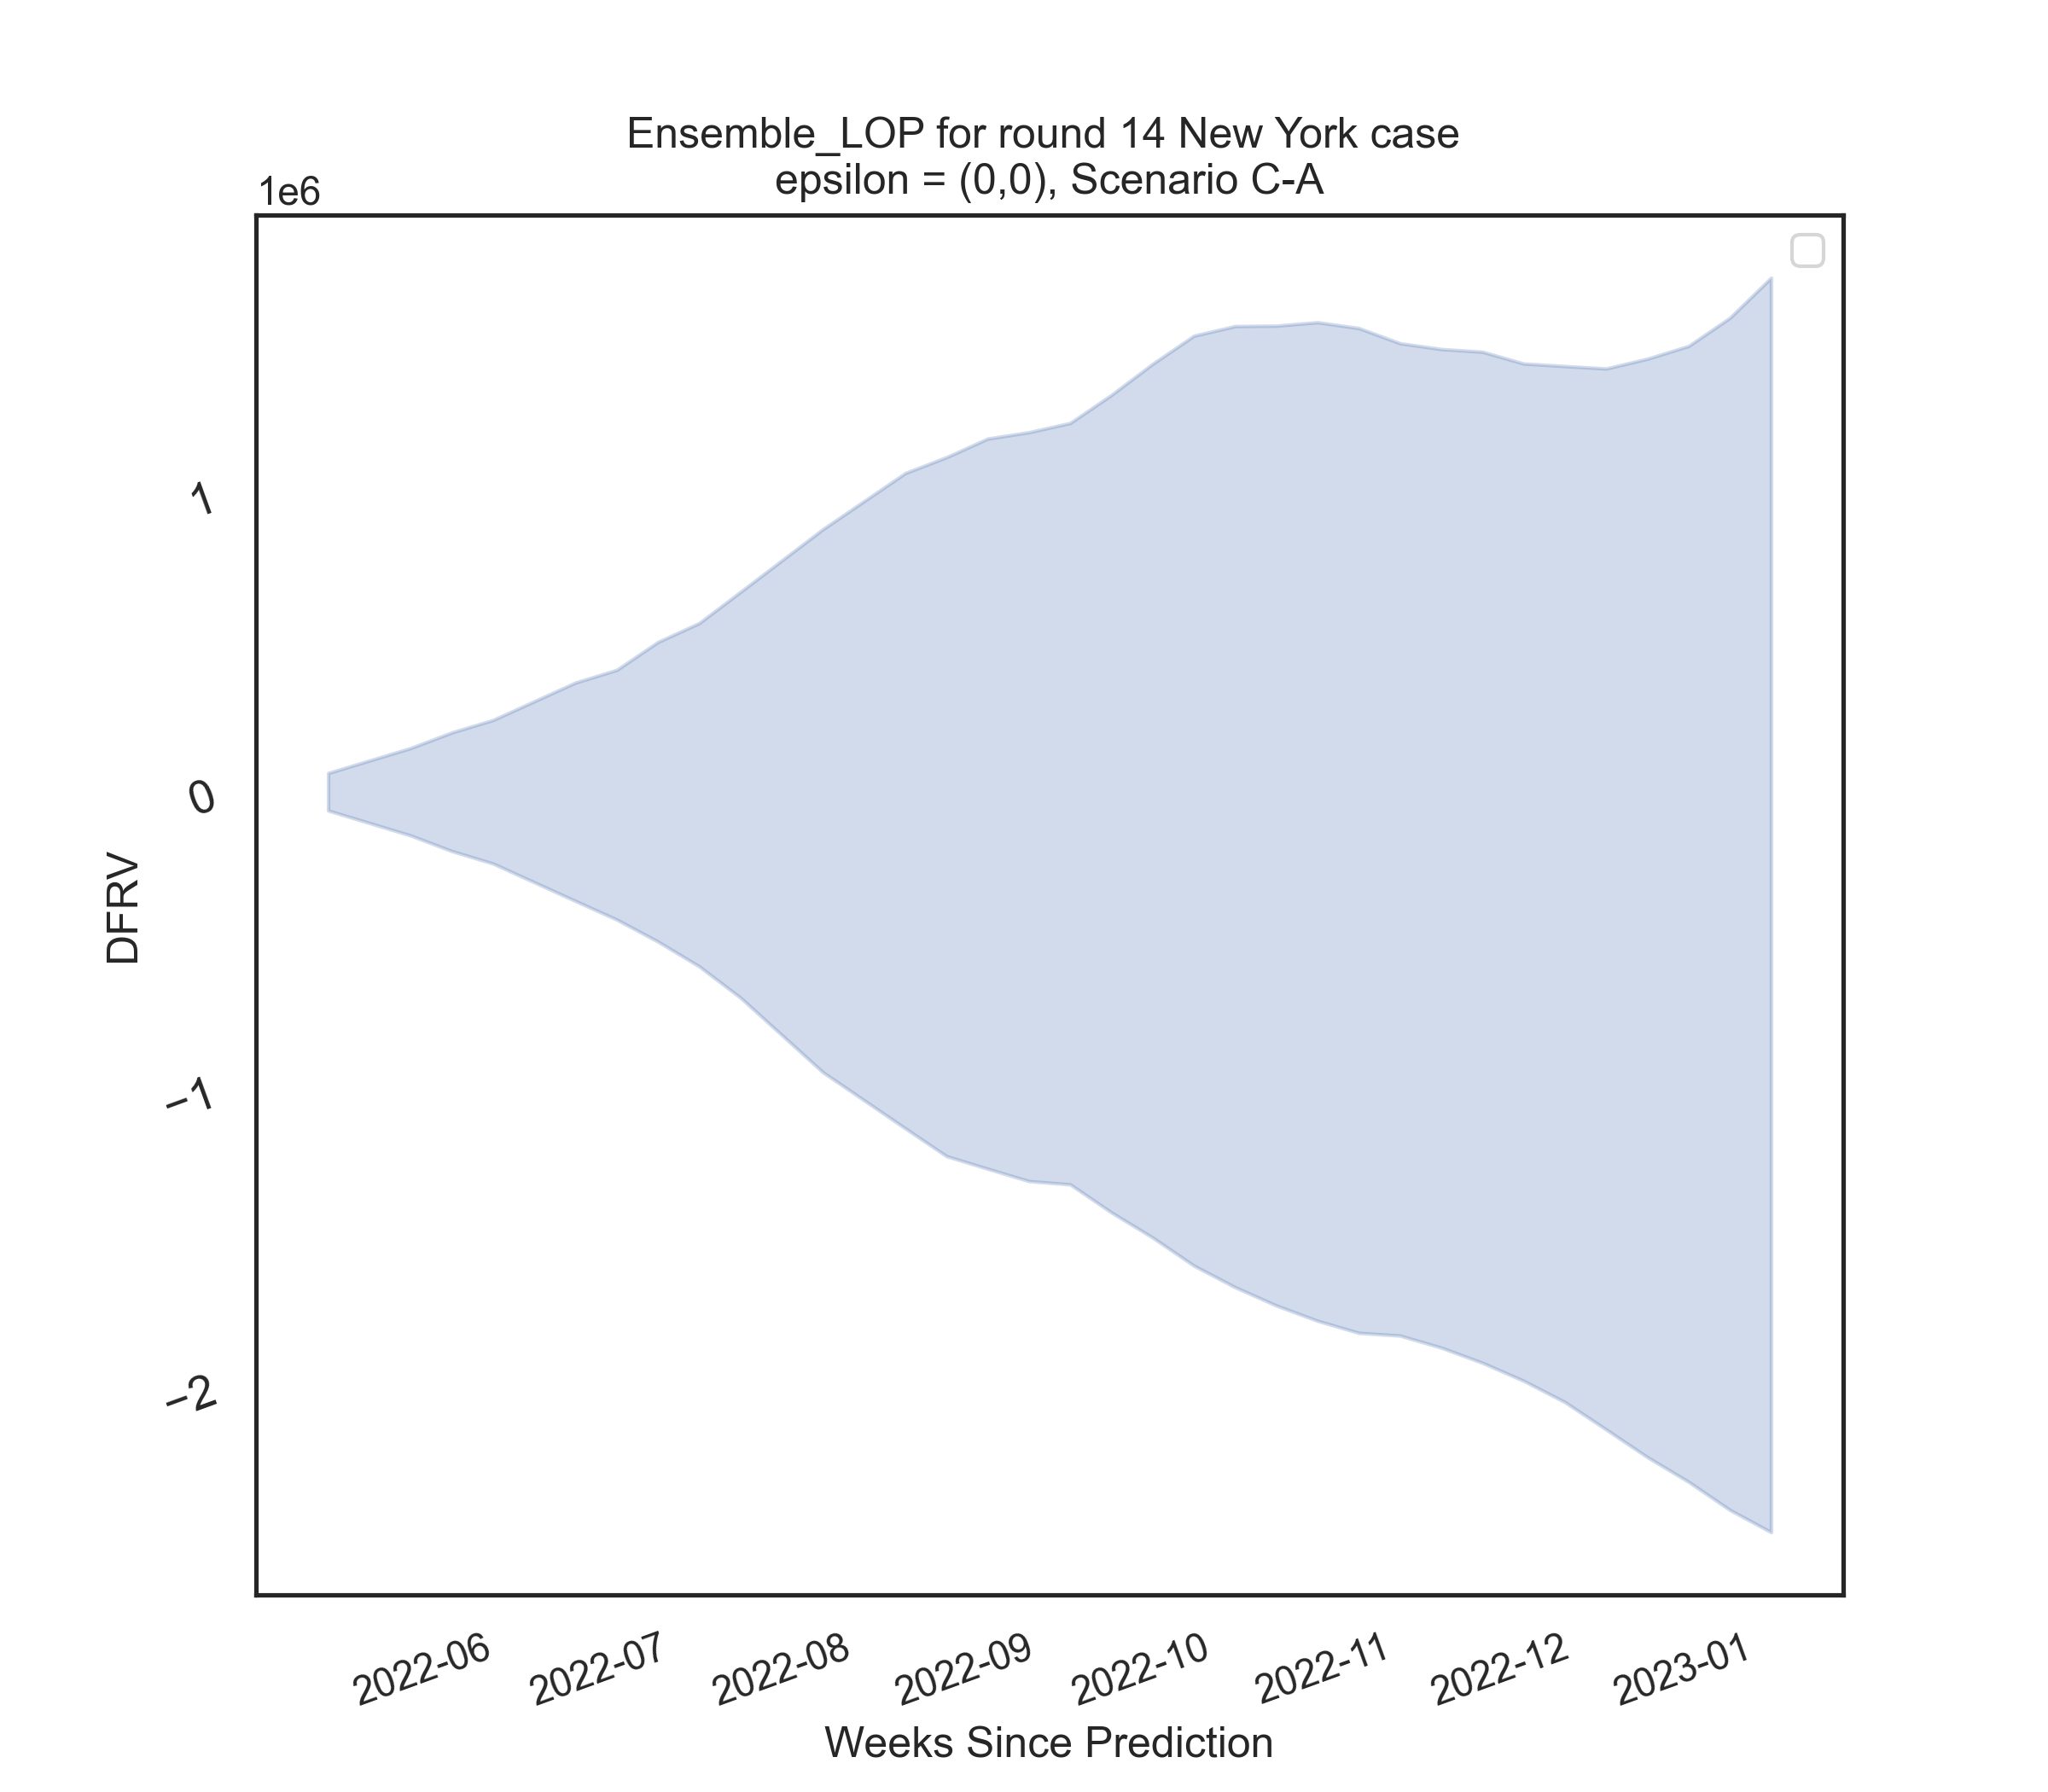 Ensemble_LOP for round 14 New York case
epsilon = (0,0), Scenario C-A
1e6
1
0
−1
−2
DFRV
2022-06
2022-07
2022-08
2022-09
2022-10
2022-11
2022-12
2023-01
Weeks Since Prediction